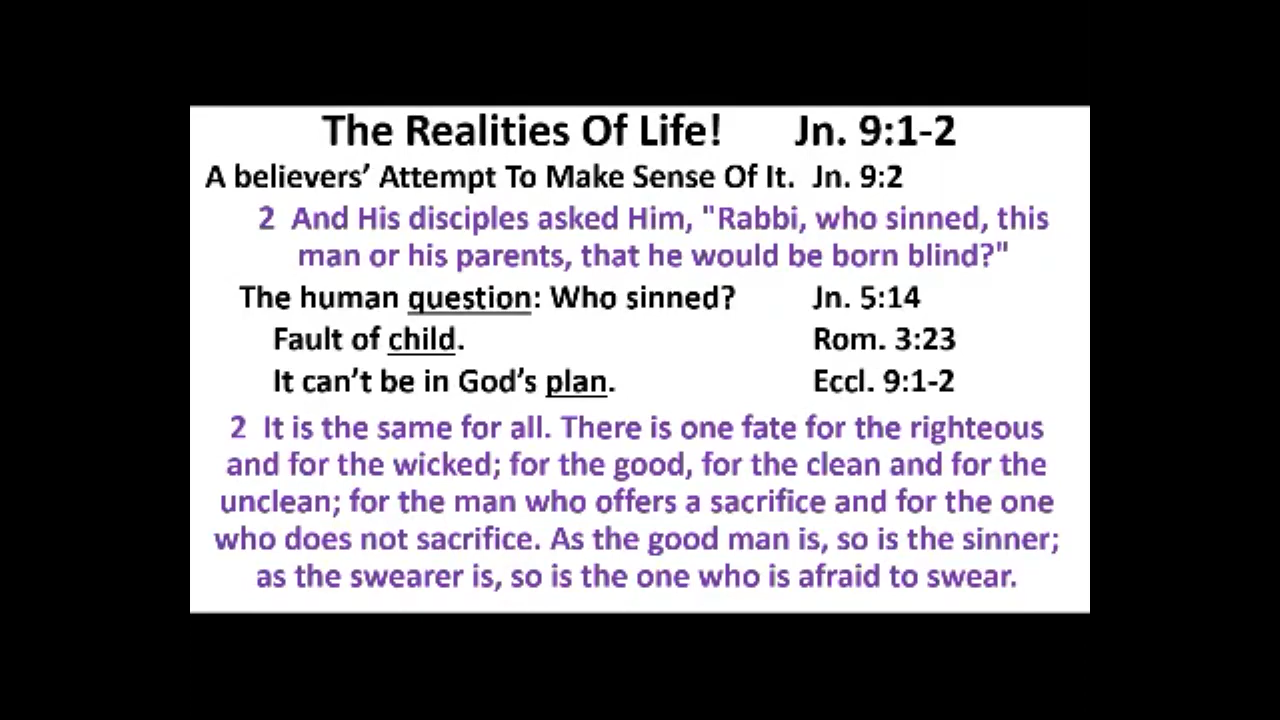 The Realities Of Life! Jn. 9:1-2
A believers’ Attempt To Make Sense Of It. Jn. 9:2
2 And His disciples asked Him, "Rabbi, who sinned, this
man or his parents, that he would be born blind?"
The human question: Who sinned? Jn. 5:14
Fault of child. Rom. 3:23
It can’t be in God’s plan. Eccl. 9:1-2
2 It is the same for all. There is one fate for the righteous
and for the wicked; for the good, for the clean and for the
unclean; for the man who offers a sacrifice and for the one
who does not sacrifice. As the good man is, so is the sinner;
as the swearer is, so is the one who is afraid to swear.